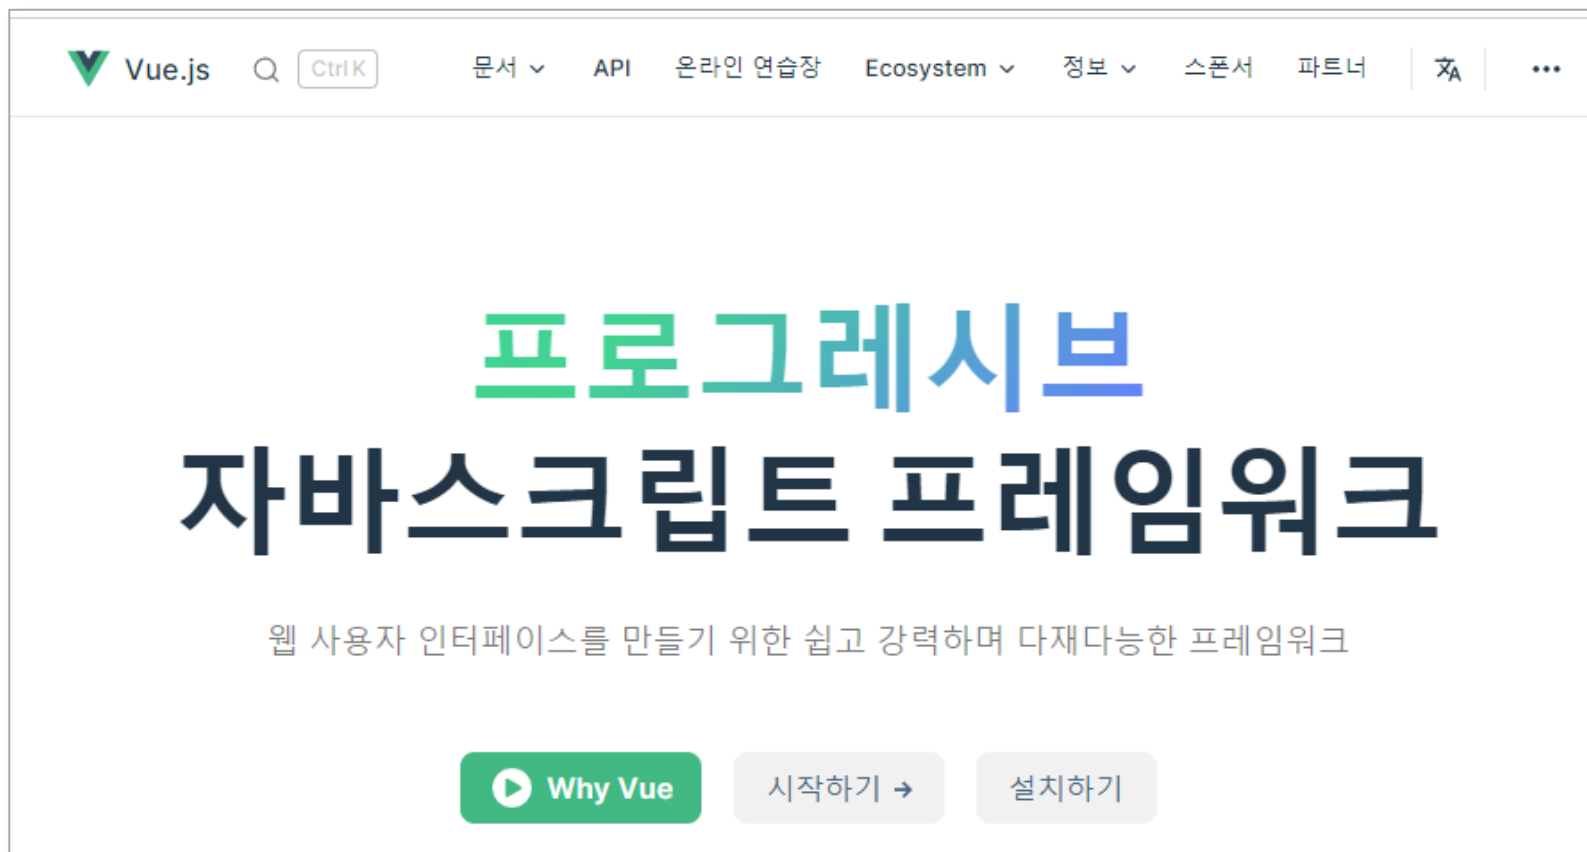 Vue.js Ctrl K 문서 API 온라인 연습장 Ecosystem 정보 스폰서 파트너
프로그레시브
자바스크립트 프레임워크
웹 사용자 인터페이스를 만들기 위한 쉽고 강력하며 다재다능한 프레임워크
Why Vue 시작하기 → 설치하기